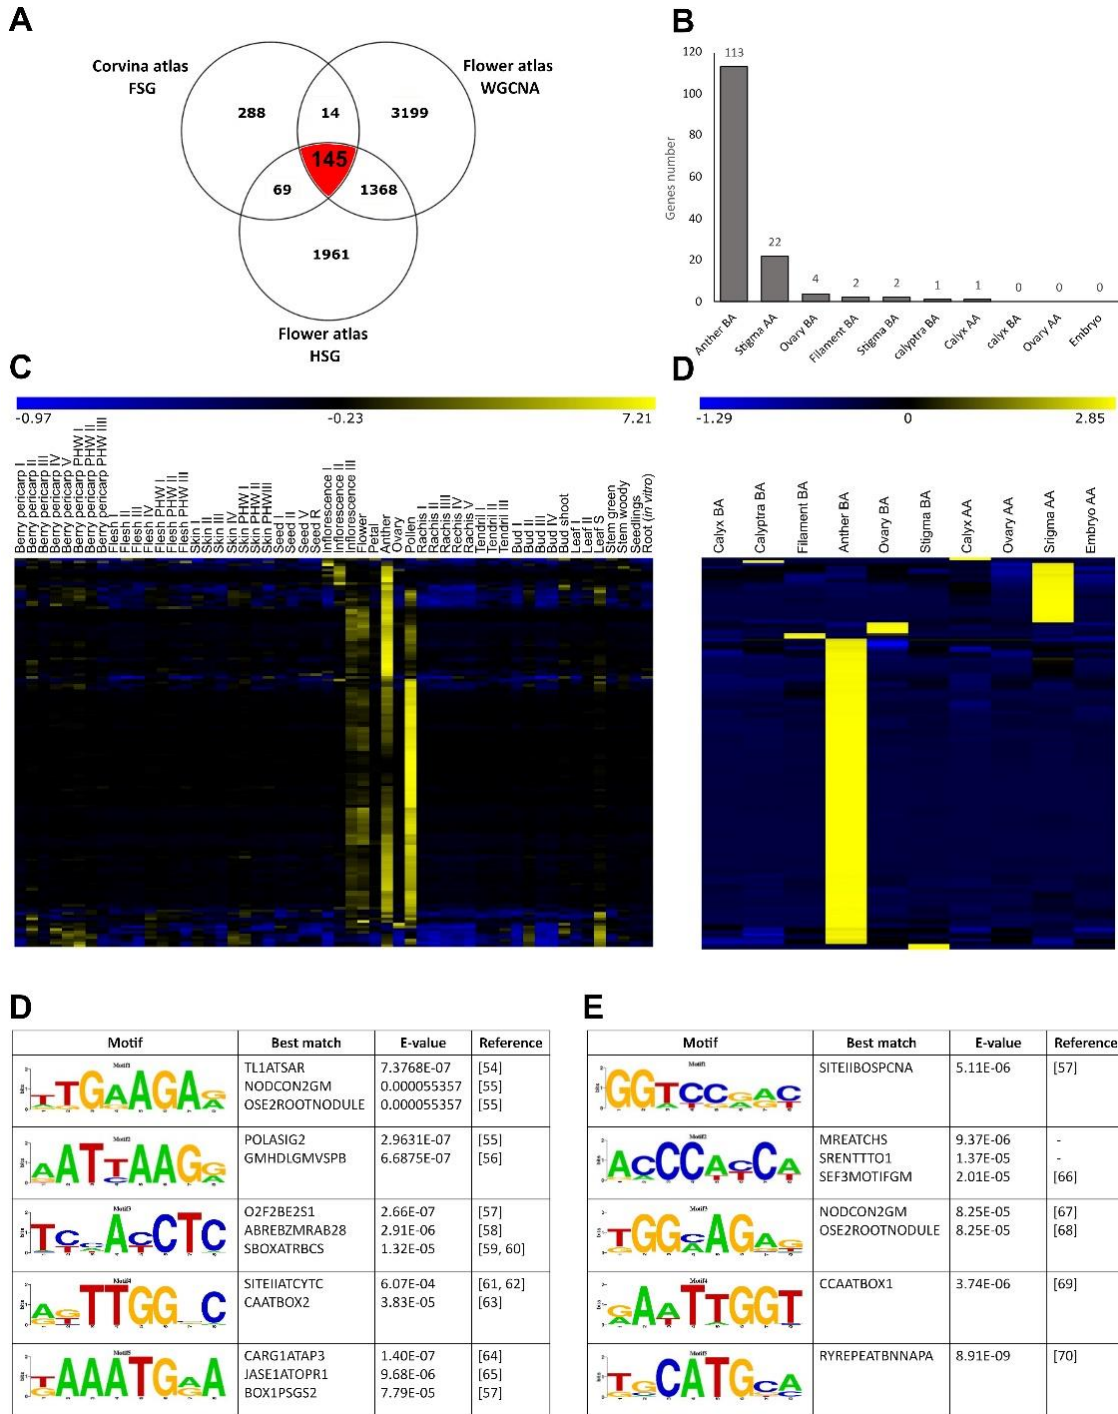 A
Corvina atlas
FSG
Flower atlas
WGCNA
288
14
3199
145
69
1368
1961
Flower atlas
HSG
B
Genes number
120
100
80
60
40
20
0
113
22
4
2
2
1
1
0
0
0
Anther BA
Stigma AA
Ovary BA
Filament BA
Stigma BA
calyptra BA
Calyx AA
calyx BA
Ovary AA
Embryo
C
-0.97
-0.23
7.21
Berry pericarp I
Berry pericarp II
Berry pericarp III
Berry pericarp IV
Berry pericarp V
Berry pericarp PHW I
Berry pericarp PHW II
Berry pericarp PHW III
Flesh I
Flesh II
Flesh III
Flesh IV
Flesh PHW I
Flesh PHW II
Flesh PHW III
Skin I
Skin II
Skin III
Skin IV
Skin PHW I
Skin PHW II
Skin PHWIII
Seed I
Seed II
Seed V
Seed R
Inflorescence I
Inflorescence II
Inflorescence III
Flower
Petal
Anther
Ovary
Pollen
Rachis I
Rachis II
Rachis III
Rechis IV
Rachis V
Tendril I
Tendril II
Tendril III
Bud I
Bud II
Bud III
Bud IV
Bud shoot
Leaf I
Leaf II
Leaf S
Stem green
Stem woody
Seedlings
Root (in vitro)
D
-1.29
0
2.85
Calyx BA
Calyptra BA
Filament BA
Anther BA
Ovary BA
Stigma BA
Calyx AA
Ovary AA
Srigma AA
Embryo AA
D
Motif Best match E-value Reference
Motif1
TTGAAGAG
TL1ATSAR 7.3768E-07 [54]
NODCON2GM 0.000055357 [55]
OSE2ROOTNODULE 0.000055357 [55]
Motif2
AATTAAGG
POLASIG2 2.9631E-07 [55]
GMHDLGMVSPB 6.6875E-07 [56]
Motif3
O2F2BE2S1 2.66E-07 [57]
ABREBZMRAB28 2.91E-06 [58]
SBOXATRBCS 1.32E-05 [59, 60]
Motif4
SITEIIATCYTC 6.07E-04 [61, 62]
CAATBOX2 3.83E-05 [63]
Motif5
CARG1ATAP3 1.40E-07 [64]
JASE1ATOPR1 9.68E-06 [65]
BOX1PSGS2 7.79E-05 [57]
E
Motif Best match E-value Reference
Motif1
SITEIIBOSPCNA 5.11E-06 [57]
Motif2
MREATCHS 9.37E-06 -
SRENTTTO1 1.37E-05 -
SEF3MOTIFGM 2.01E-05 [66]
Motif3
NODCON2GM 8.25E-05 [67]
OSE2ROOTNODULE 8.25E-05 [68]
Motif4
CCAATBOX1 3.74E-06 [69]
Motif5
RYREPEATBNNAPA 8.91E-09 [70]